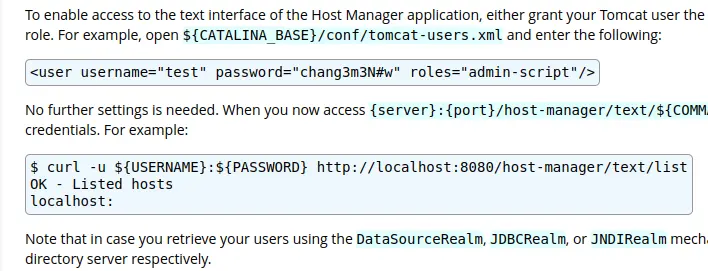 To enable access to the text interface of the Host Manager application, either grant your Tomcat user the
role. For example, open ${CATALINA_BASE}/conf/tomcat-users.xml and enter the following:
<user username="test" password="chang3m3N#w" roles="admin-script"/>
No further settings is needed. When you now access {server}:{port}/host-manager/text/${COMM
credentials. For example:
$ curl -u ${USERNAME}:${PASSWORD} http://localhost:8080/host-manager/text/list
OK - Listed hosts
localhost:
Note that in case you retrieve your users using the DataSourceRealm, JDBCRealm, or JNDIRealm mech
directory server respectively.